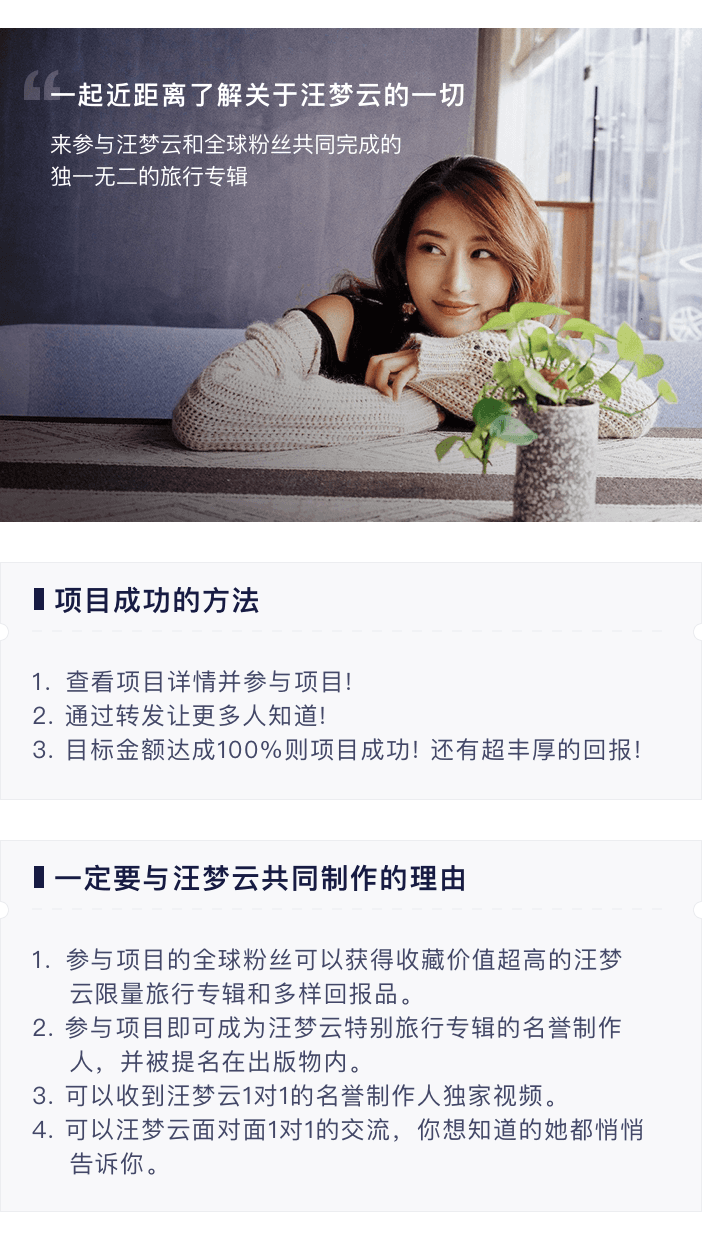 一起近距离了解关于汪梦云的一切
来参与汪梦云和全球粉丝共同完成的
独一无二的旅行专辑
项目成功的方法
1. 查看项目详情并参与项目!
2. 通过转发让更多人知道!
3. 目标金额达成100%则项目成功! 还有超丰厚的回报!
一定要与汪梦云共同制作的理由
1. 参与项目的全球粉丝可以获得收藏价值超高的汪梦
云限量旅行专辑和多样回报品。
2. 参与项目即可成为汪梦云特别旅行专辑的名誉制作
人，并被提名在出版物内。
3. 可以收到汪梦云1对1的名誉制作人独家视频。
4. 可以汪梦云面对面1对1的交流，你想知道的她都悄悄
告诉你。